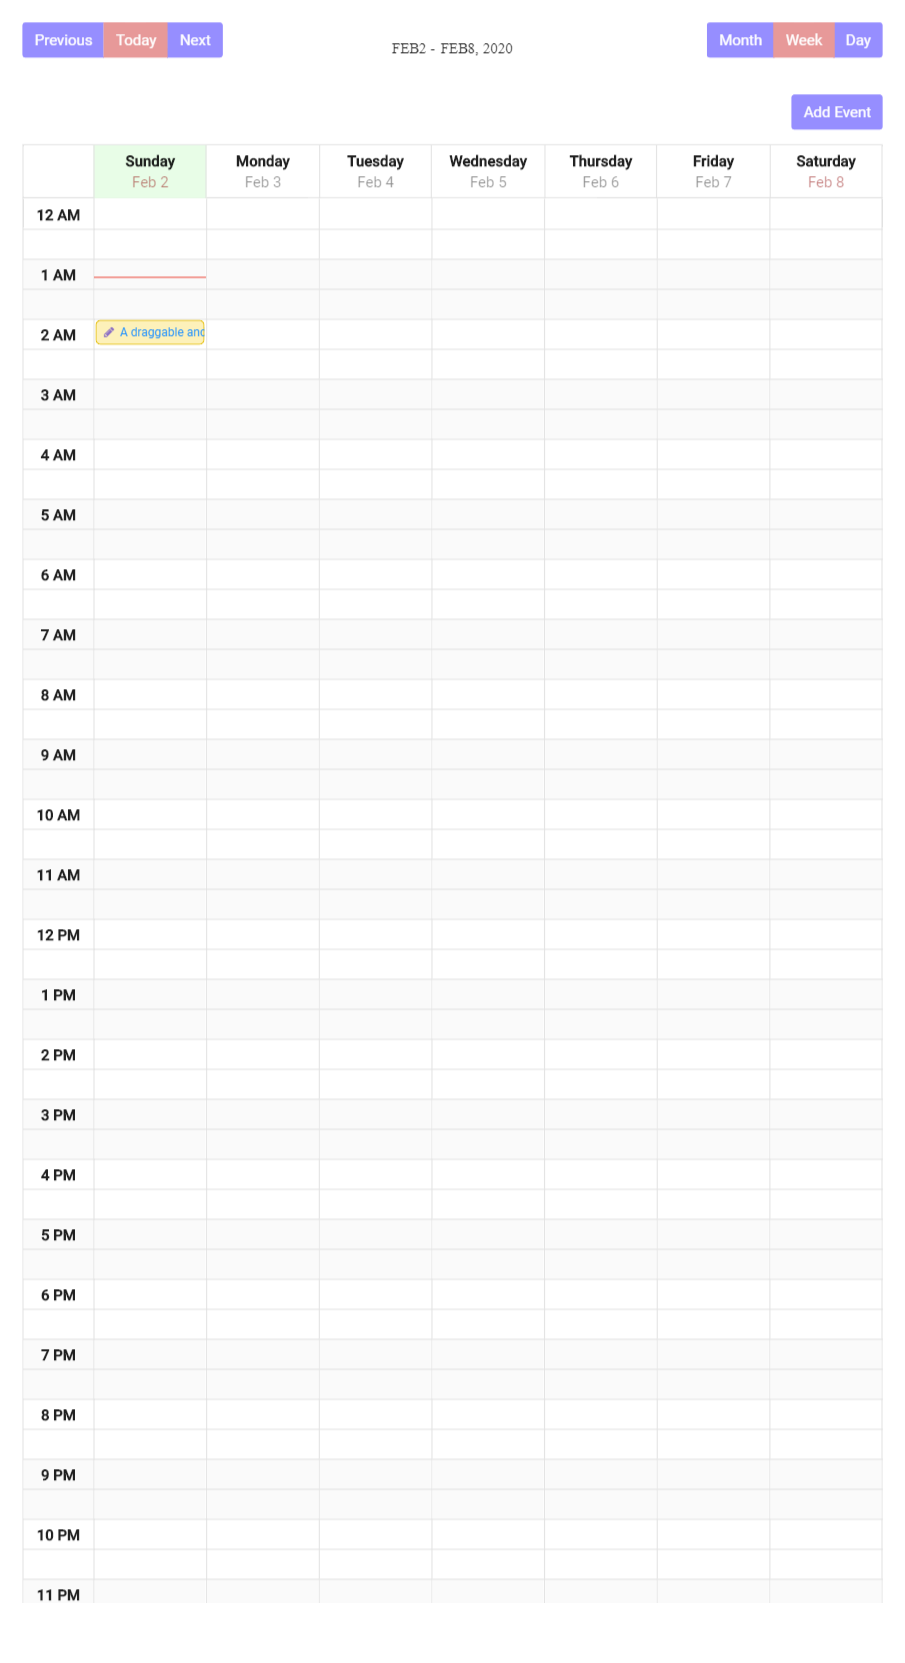 Previous Today Next
FEB2 - FEB8, 2020
Month Week Day
Add Event
Sunday Monday Tuesday Wednesday Thursday Friday Saturday
Feb 2 Feb 3 Feb 4 Feb 5 Feb 6 Feb 7 Feb 8
12 AM
1 AM
2 AM
A draggable and
3 AM
4 AM
5 AM
6 AM
7 AM
8 AM
9 AM
10 AM
11 AM
12 PM
1 PM
2 PM
3 PM
4 PM
5 PM
6 PM
7 PM
8 PM
9 PM
10 PM
11 PM